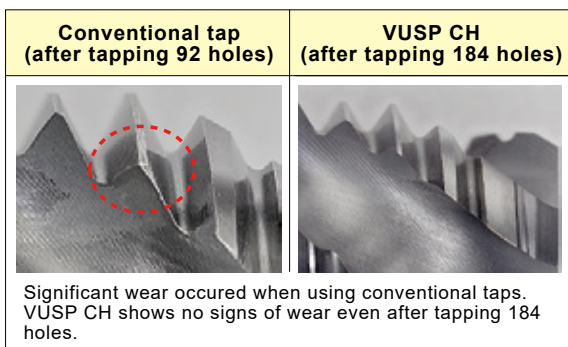 Conventional tap
(after tapping 92 holes)
VUSP CH
(after tapping 184 holes)
Significant wear occured when using conventional taps.
VUSP CH shows no signs of wear even after tapping 184
holes.